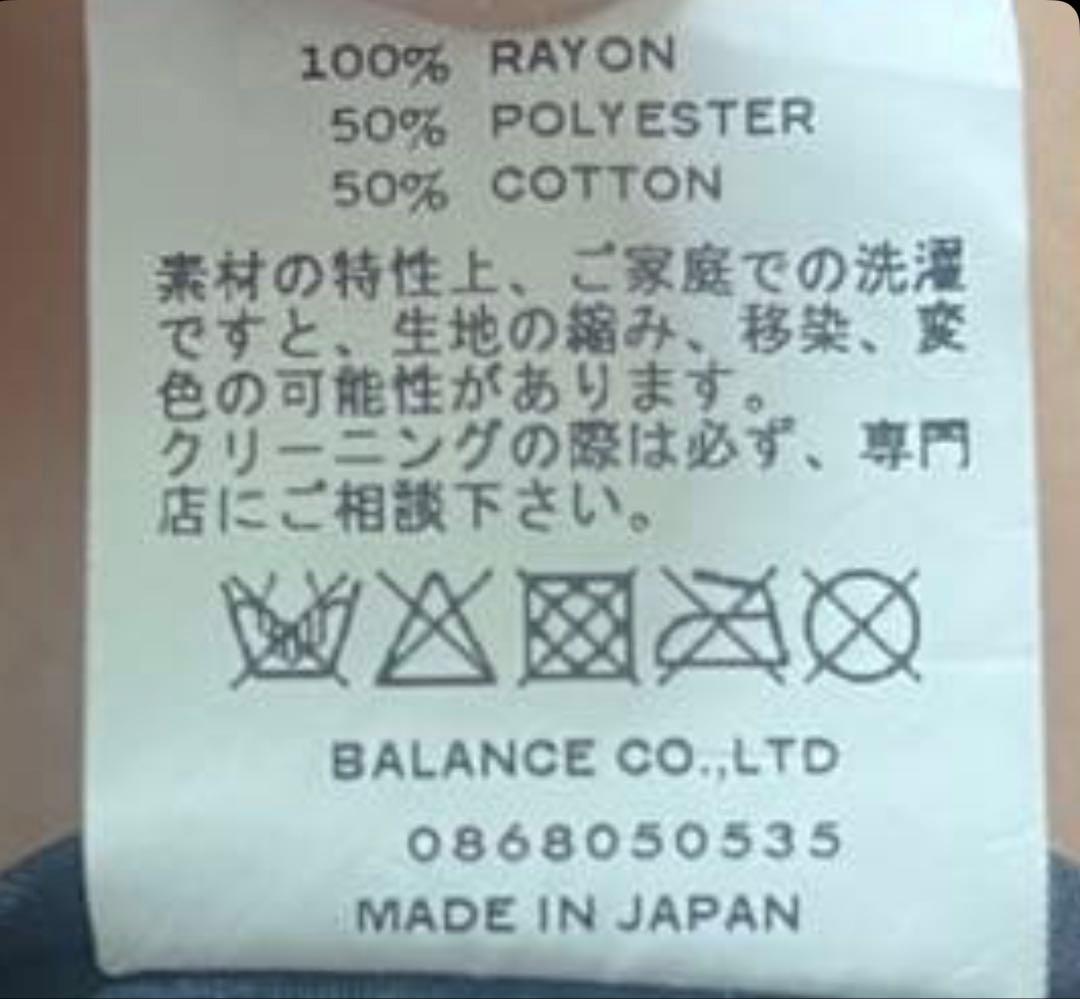 100% RAYON
50% POLYESTER
50% COTTON
素材の特性上、ご家庭での洗濯
ですと、生地の縮み、移染、変
色の可能性があります。
クリーニングの際は必ず、専門
店にご相談下さい。
BALANCE CO.,LTD
0868050535
MADE IN JAPAN